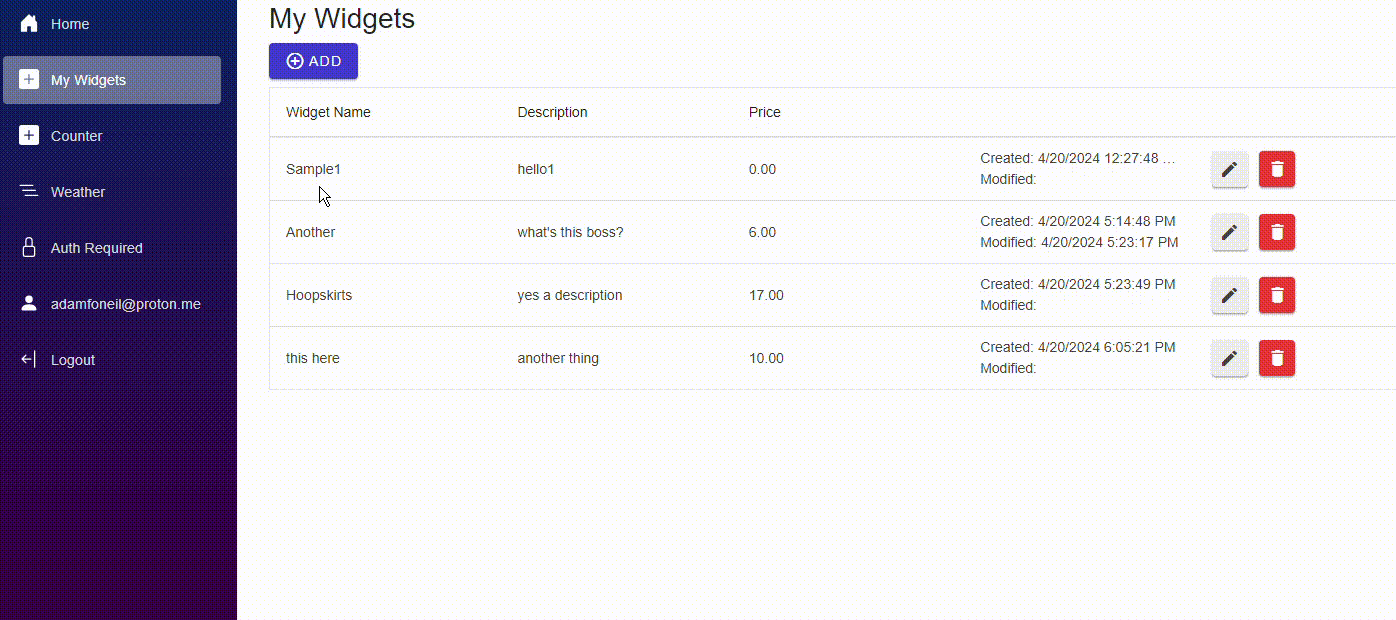 Home
My Widgets
Counter
Weather
Auth Required
adamfoneil@proton.me
Logout
My Widgets
ADD
Widget Name Description Price
Sample1 hello1 0.00 Created: 4/20/2024 12:27:48 ...
Modified:
Another what's this boss? 6.00 Created: 4/20/2024 5:14:48 PM
Modified: 4/20/2024 5:23:17 PM
Hoopskirts yes a description 17.00 Created: 4/20/2024 5:23:49 PM
Modified:
this here another thing 10.00 Created: 4/20/2024 6:05:21 PM
Modified: